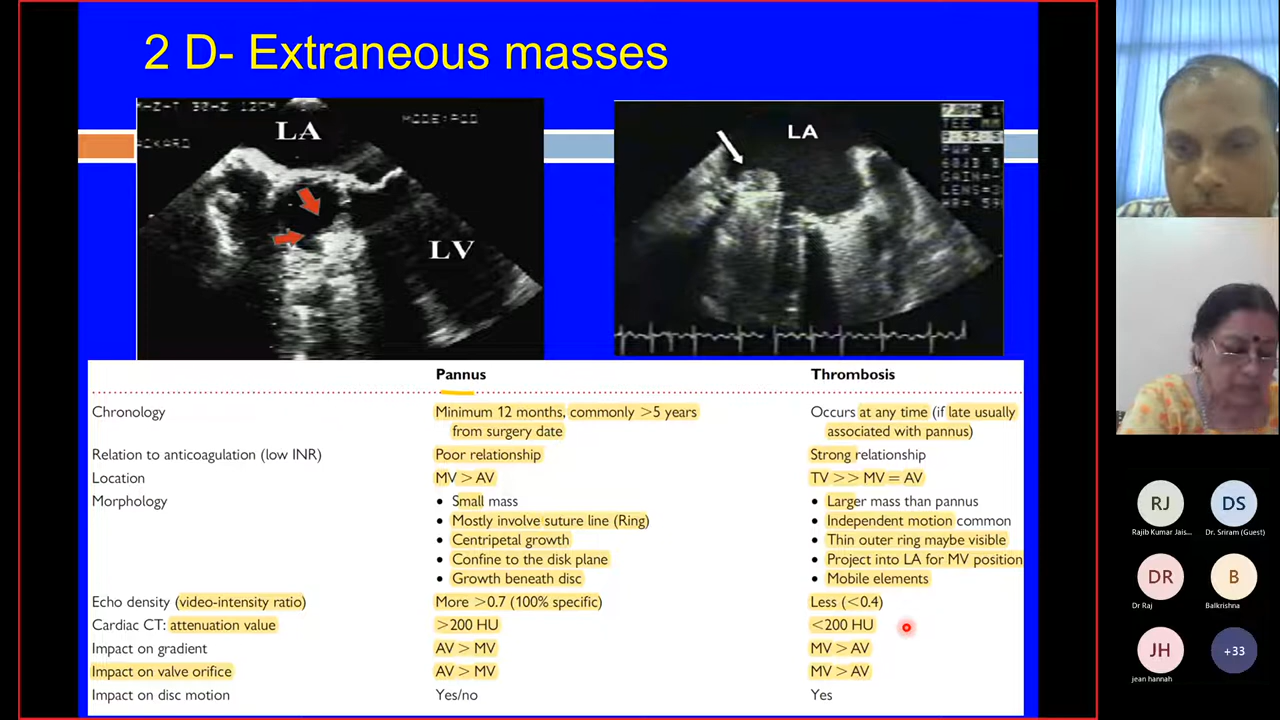 2 D- Extraneous masses
LA
LV
LA
Pannus Thrombosis
Chronology Minimum 12 months, commonly >5 years Occurs at any time (if late usually
from surgery date associated with pannus)
Relation to anticoagulation (low INR) Poor relationship Strong relationship
Location MV > AV TV >> MV = AV
Morphology • Small mass • Larger mass than pannus
• Mostly involve suture line (Ring) • Independent motion common
• Centripetal growth • Thin outer ring maybe visible
• Confine to the disk plane • Project into LA for MV position
• Growth beneath disc • Mobile elements
Echo density (video-intensity ratio) More >0.7 (100% specific) Less (<0.4)
Cardiac CT: attenuation value >200 HU <200 HU
Impact on gradient AV > MV MV > AV
Impact on valve orifice AV > MV MV > AV
Impact on disc motion Yes/no Yes
RJ DS
Rajib Kumar Jais... Dr. Sriram (Guest)
DR B
Dr Raj Balkrishna
JH +33
jean hannah